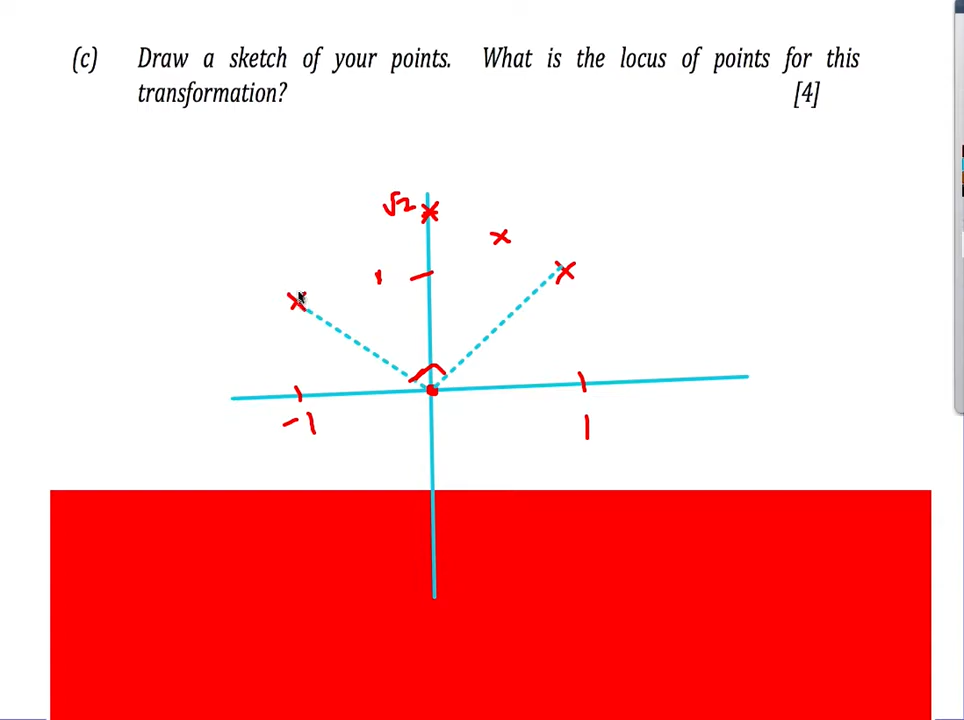 (c) Draw a sketch of your points. What is the locus of points for this
transformation? [4]
√2
1
-1
1